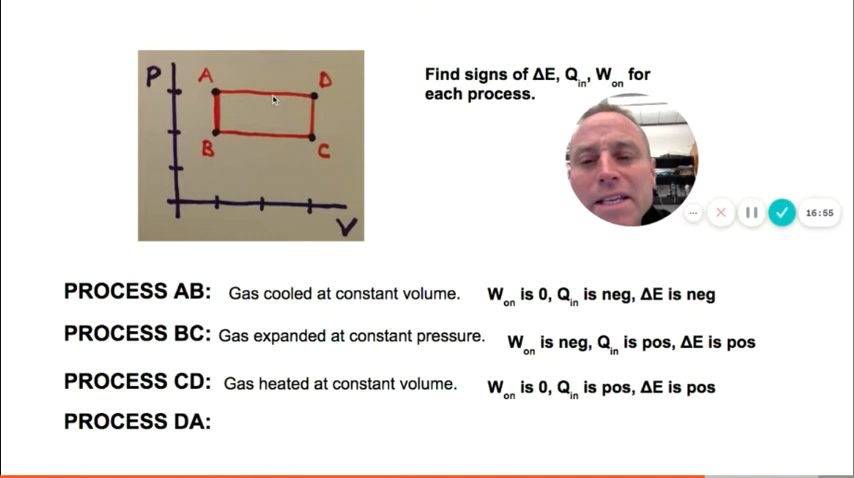 P
A
D
B
C
V
Find signs of ΔE, Qin, Won for
each process.
... 16:55
PROCESS AB: Gas cooled at constant volume. Won is 0, Qin is neg, ΔE is neg
PROCESS BC: Gas expanded at constant pressure. Won is neg, Qin is pos, ΔE is pos
PROCESS CD: Gas heated at constant volume. Won is 0, Qin is pos, ΔE is pos
PROCESS DA: